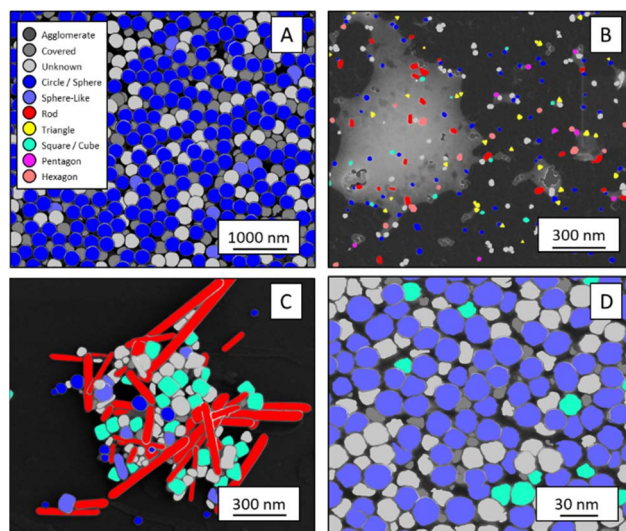 Agglomerate
Covered
Unknown
Circle / Sphere
Sphere-Like
Rod
Triangle
Square / Cube
Pentagon
Hexagon
A
1000 nm
B
300 nm
C
300 nm
D
30 nm